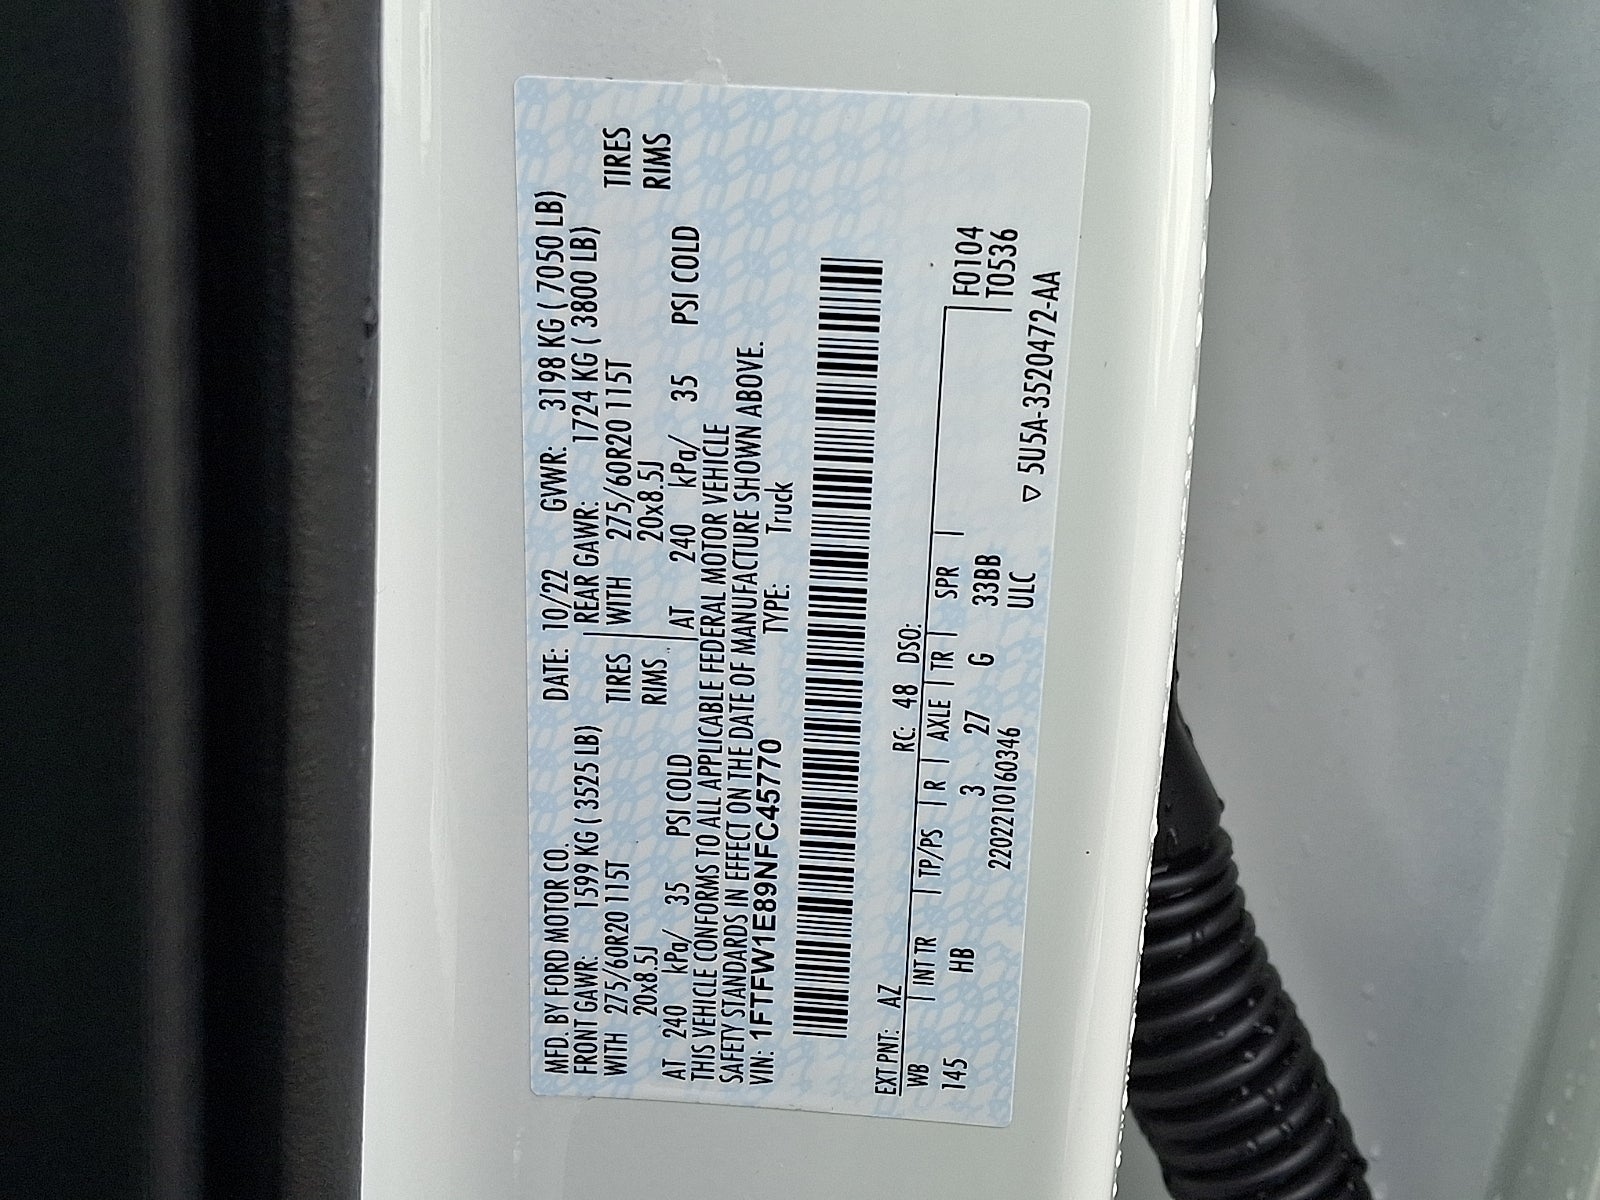 MFD. BY FORD MOTOR CO.
DATE: 10/22 GVWR: 3198 KG ( 7050 LB)
FRONT GAWR: 1599 KG ( 3525 LB) REAR GAWR: 1724 KG ( 3800 LB)
WITH 275/60R20 115T TIRES WITH 275/60R20 115T TIRES
20x8.5J RIMS 20x8.5J RIMS
AT 240 kPa/ 35 PSI COLD AT 240 kPa/ 35 PSI COLD
THIS VEHICLE CONFORMS TO ALL APPLICABLE FEDERAL MOTOR VEHICLE
SAFETY STANDARDS IN EFFECT ON THE DATE OF MANUFACTURE SHOWN ABOVE.
VIN: 1FTFW1E89NFC45770 TYPE: Truck
EXT PNT: AZ RC: 48 DSO:
WB INT TR TP/PS R AXLE TR SPR F0104
145 HB 3 27 G 33BB T0536
22022101160346 ULC
▽ 5U5A-3520472-AA